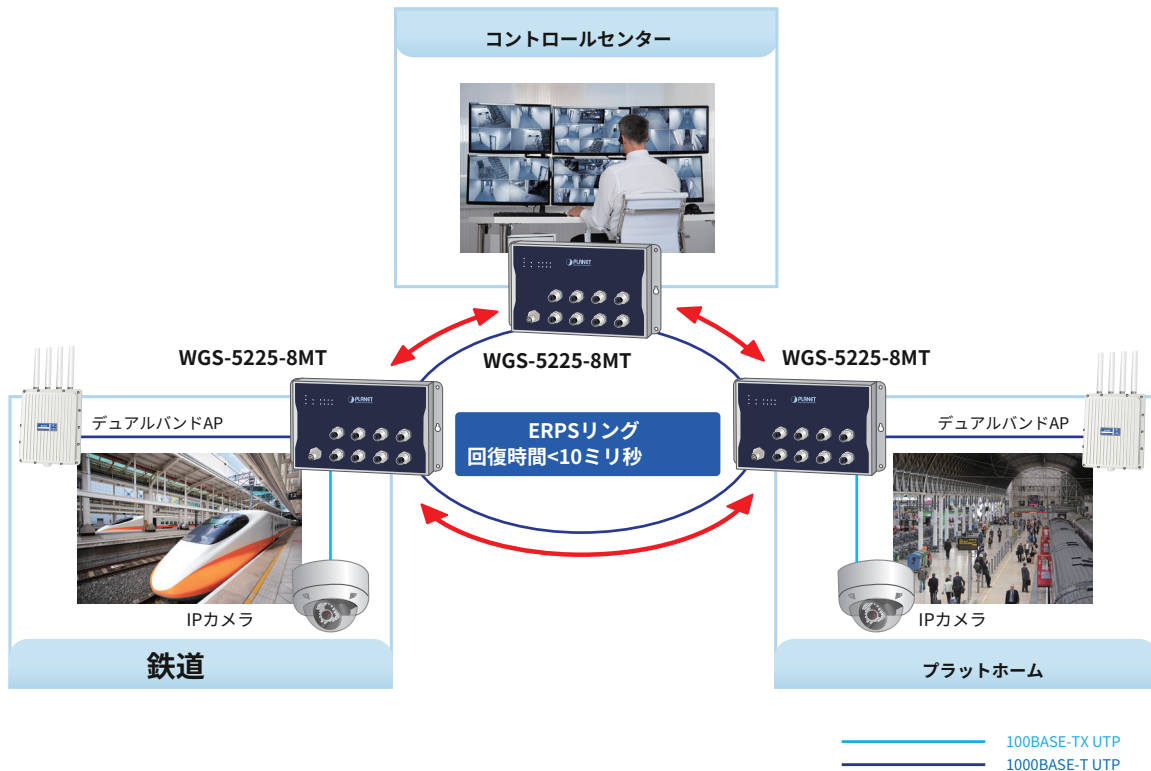 コントロールセンター
PLANET
WGS-5225-8MT
WGS-5225-8MT
WGS-5225-8MT
PLANET
PLANET
デュアルバンドAP
ERPSリング
回復時間<10ミリ秒
デュアルバンドAP
IPカメラ
IPカメラ
鉄道
プラットホーム
100BASE-TX UTP
1000BASE-T UTP